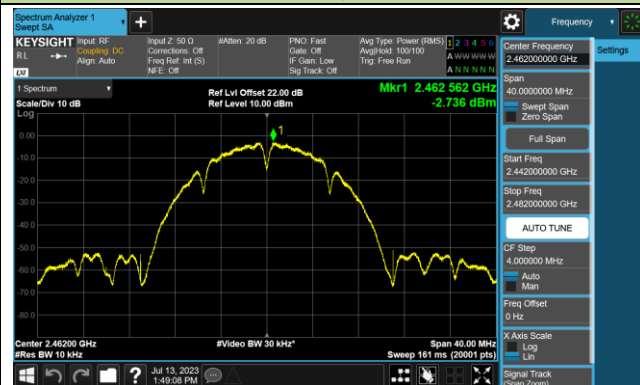 Spectrum Analyzer 1
Swept SA
Frequency
KEYSIGHT
RL
LXI
Input: RF
Coupling: DC
Align: Auto
Input Z: 50 Ω
Corrections: Off
Freq Ref: Int (S)
NFE: Off
#Atten: 20 dB
PNO: Fast
Gate: Off
IF Gain: Low
Sig Track: Off
Avg Type: Power (RMS)
Avg|Hold: 100/100
Trig: Free Run
1 2 3 4 5 6
A W W W W W
A N N N N N
Center Frequency
2.462000000 GHz
Settings
Span
40.0000000 MHz
Swept Span
Zero Span
Full Span
Start Freq
2.442000000 GHz
Stop Freq
2.482000000 GHz
AUTO TUNE
CF Step
4.000000 MHz
Auto
Man
Freq Offset
0 Hz
X Axis Scale
Log
Lin
Signal Track
(Span Zoom)
1 Spectrum
Scale/Div 10 dB
Log
Ref Lvl Offset 22.00 dB
Ref Level 10.00 dBm
Mkr1 2.462 562 GHz
-2.736 dBm
1
0.00
-10.0
-20.0
-30.0
-40.0
-50.0
-60.0
-70.0
-80.0
Center 2.46200 GHz
#Res BW 10 kHz
#Video BW 30 kHz*
Span 40.00 MHz
Sweep 161 ms (20001 pts)
Jul 13, 2023
1:49:08 PM